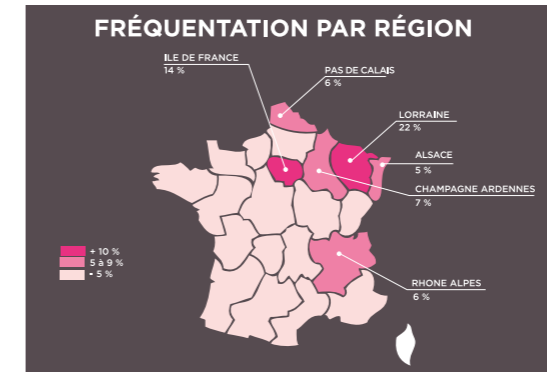 FRÉQUENTATION PAR RÉGION
ILE DE FRANCE
14 %
PAS DE CALAIS
6 %
LORRAINE
22 %
ALSACE
5 %
CHAMPAGNE ARDENNES
7 %
+ 10 %
5 à 9 %
- 5 %
RHONE ALPES
6 %